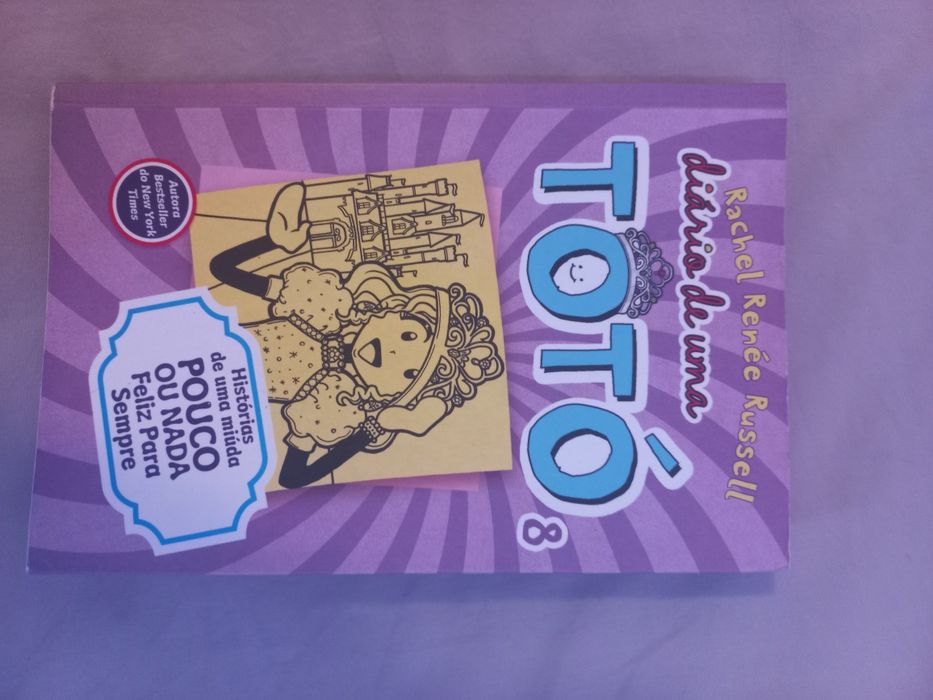 Rachel Renée Russell
diário de uma
TOTÓ
8
Autora
Bestseller
do New York
Times
Histórias
de uma miúda
POUCO
OU NADA
Feliz Para
Sempre